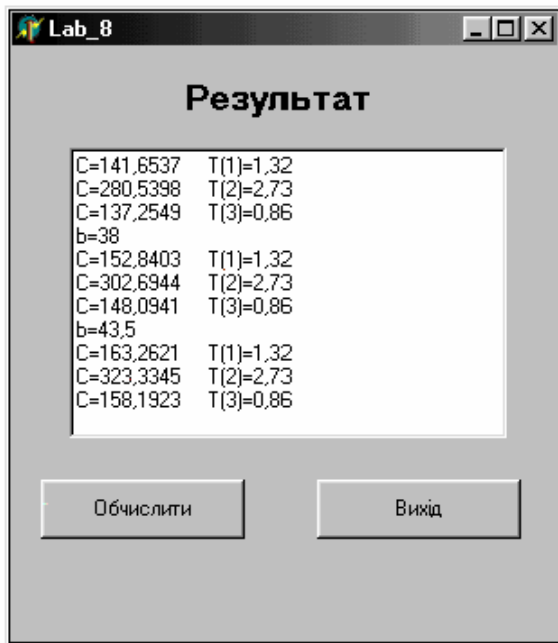 Lab_8
Результат
C=141,6537 T(1)=1,32
C=280,5398 T(2)=2,73
C=137,2549 T(3)=0,86
b=38
C=152,8403 T(1)=1,32
C=302,6944 T(2)=2,73
C=148,0941 T(3)=0,86
b=43,5
C=163,2621 T(1)=1,32
C=323,3345 T(2)=2,73
C=158,1923 T(3)=0,86
Обчислити Вихід